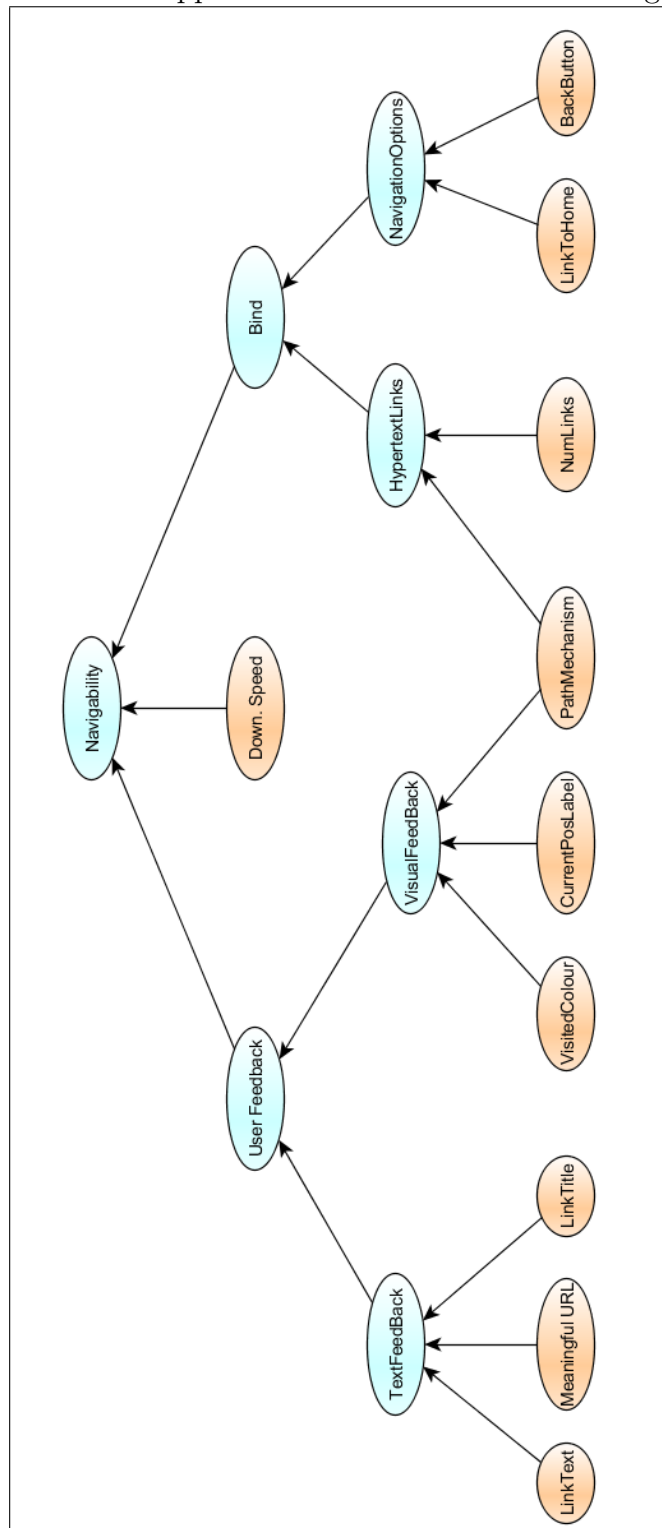 Navigability
User Feedback
Down. Speed
Bind
TextFeedBack
VisualFeedBack
HypertextLinks
NavigationOptions
LinkText
Meaningful URL
LinkTitle
VisitedColour
CurrentPosLabel
PathMechanism
NumLinks
LinkToHome
BackButton